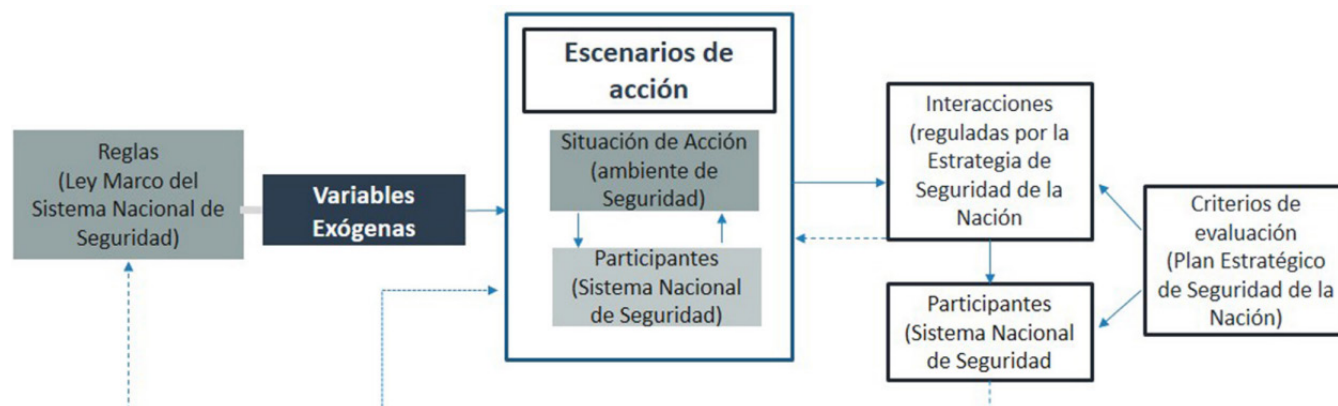 Reglas
(Ley Marco del
Sistema Nacional de
Seguridad)
Variables
Exógenas
Escenarios de
acción
Situación de Acción
(ambiente de
Seguridad)
Participantes
(Sistema Nacional
de Seguridad)
Interacciones
(reguladas por la
Estrategia de
Seguridad de la
Nación
Participantes
(Sistema Nacional
de Seguridad
Criterios de
evaluación
(Plan Estratégico
de Seguridad de la
Nación)